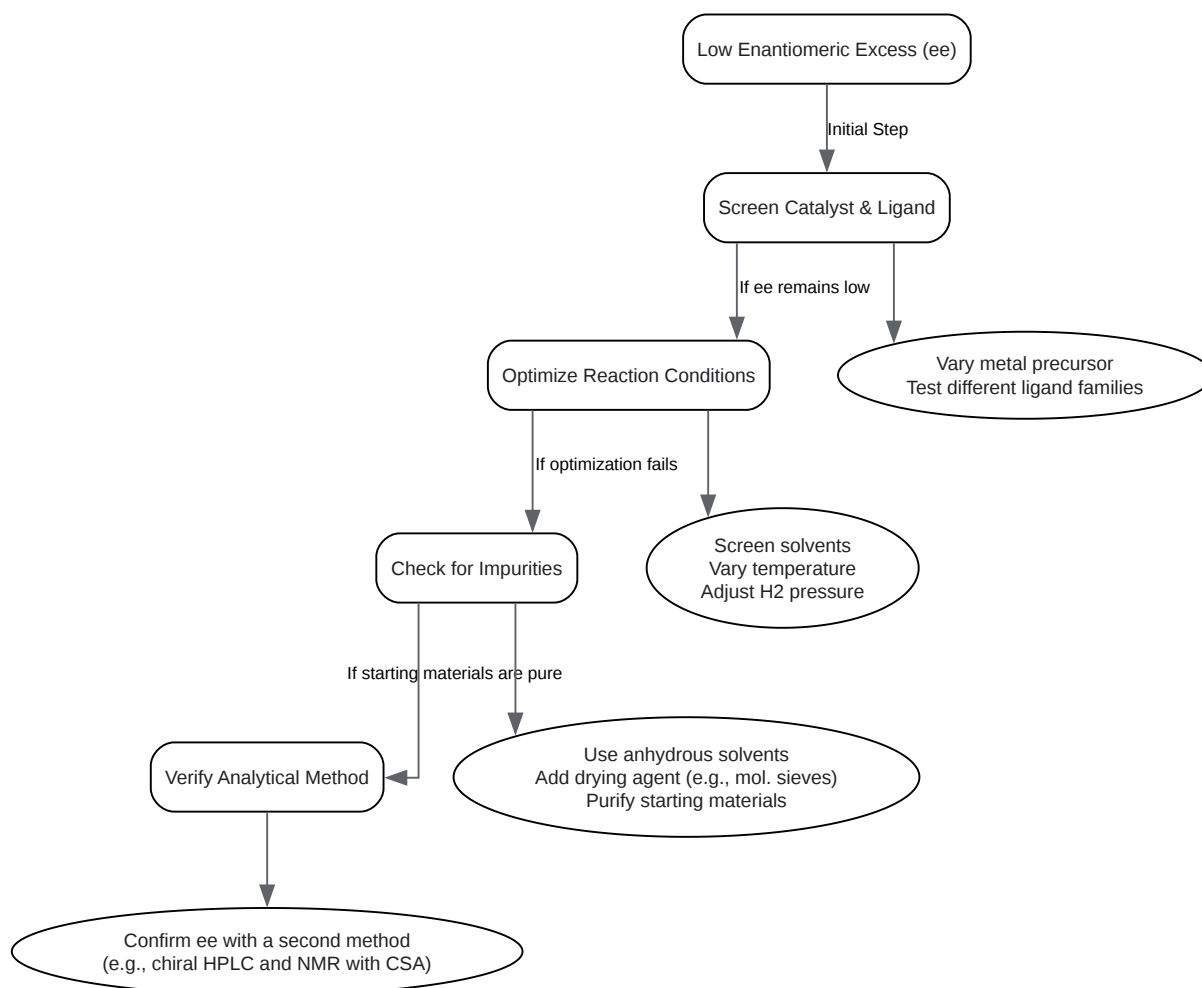 Low Enantiomeric Excess (ee)
Initial Step
Screen Catalyst & Ligand
If ee remains low
Optimize Reaction Conditions
Vary metal precursor
Test different ligand families
If optimization fails
Check for Impurities
Screen solvents
Vary temperature
Adjust H2 pressure
If starting materials are pure
Verify Analytical Method
Use anhydrous solvents
Add drying agent (e.g., mol. sieves)
Purify starting materials
Confirm ee with a second method
(e.g., chiral HPLC and NMR with CSA)